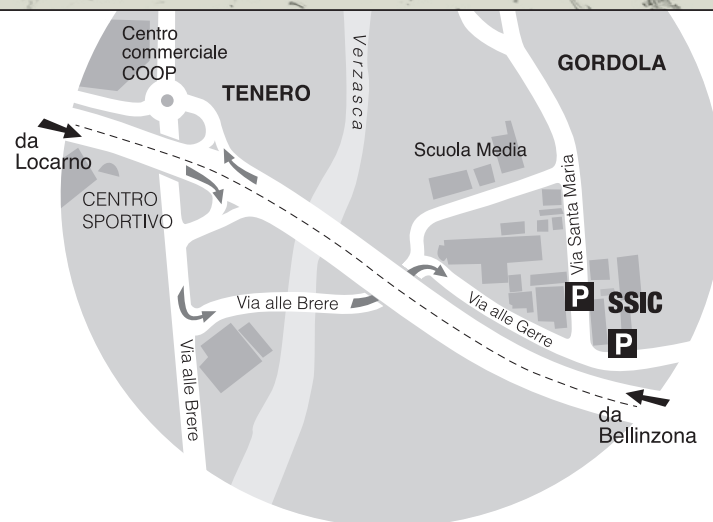 Centro
commerciale
COOP
TENERO
Verzasca
GORDOLA
da
Locarno
Scuola Media
CENTRO
SPORTIVO
Via Santa Maria
Via alle Brere
Via alle Gerre
P
SSIC
P
Via alle Brere
da
Bellinzona